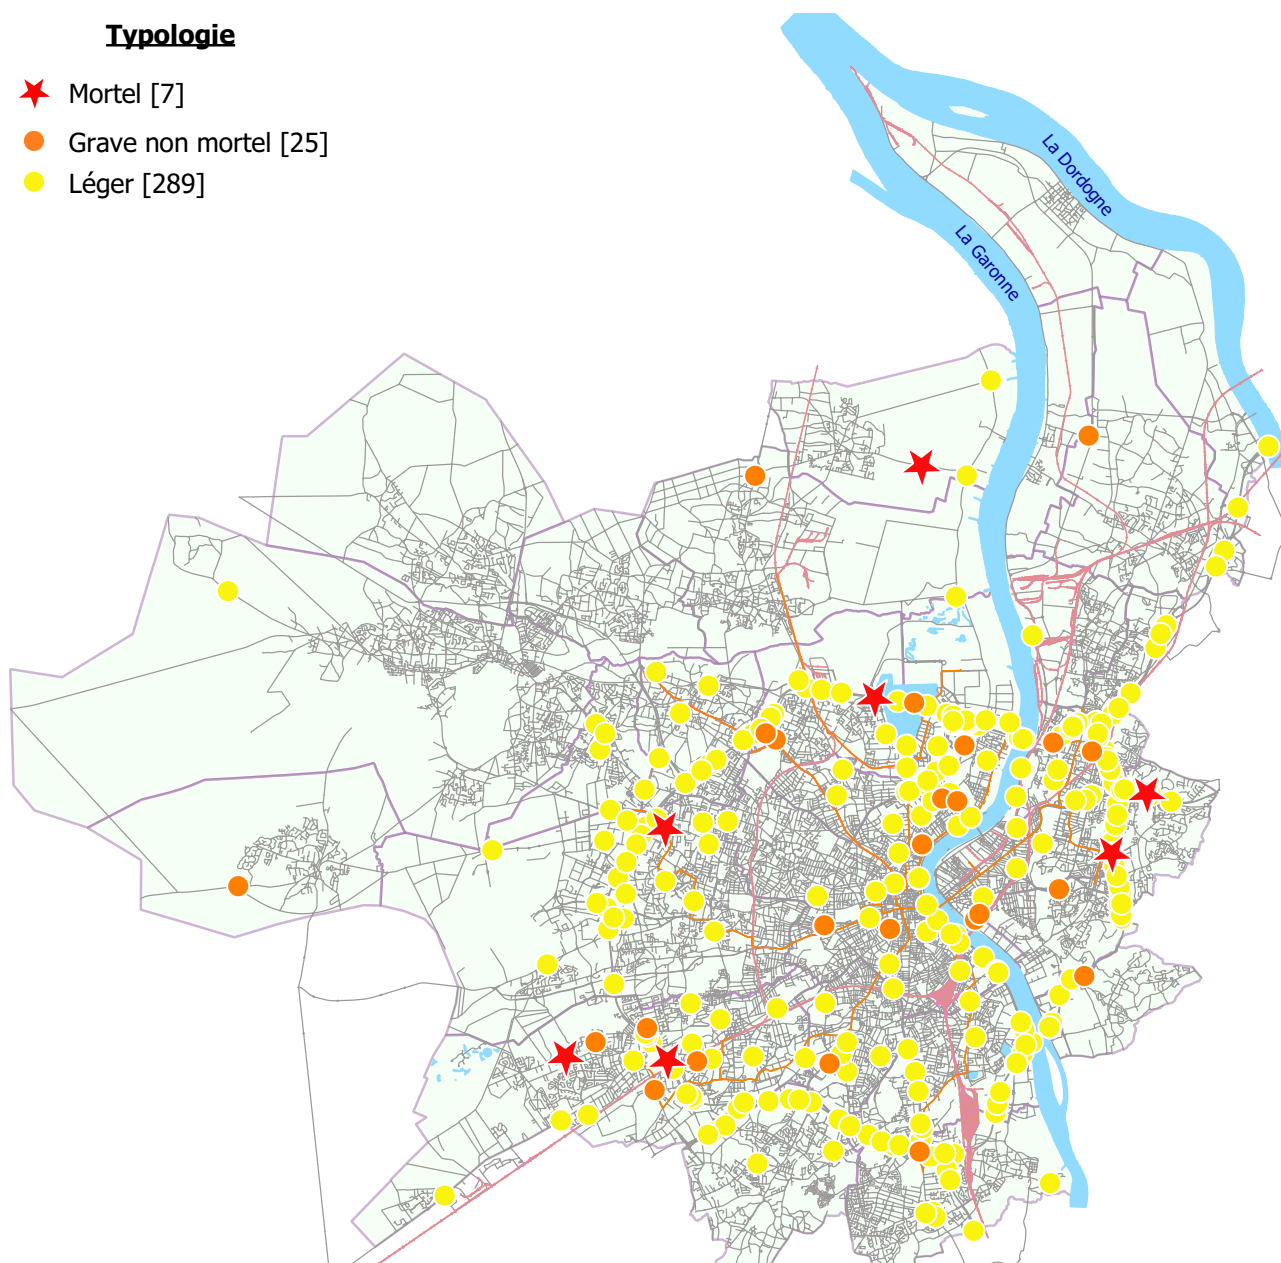 Typologie
Mortel [7]
Grave non mortel [25]
Léger [289]
La Dordogne
La Garonne